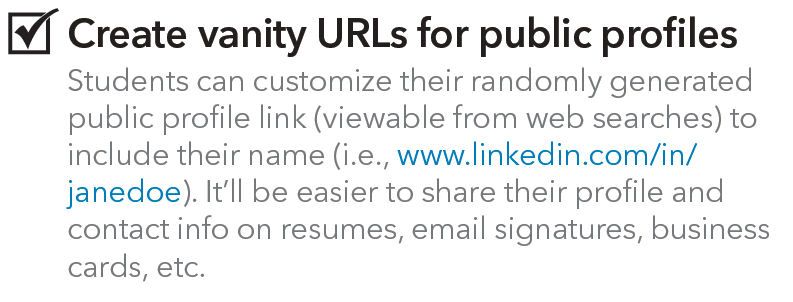 Create vanity URLs for public profiles
Students can customize their randomly generated
public profile link (viewable from web searches) to
include their name (i.e., www.linkedin.com/in/
janedoe). It’ll be easier to share their profile and
contact info on resumes, email signatures, business
cards, etc.